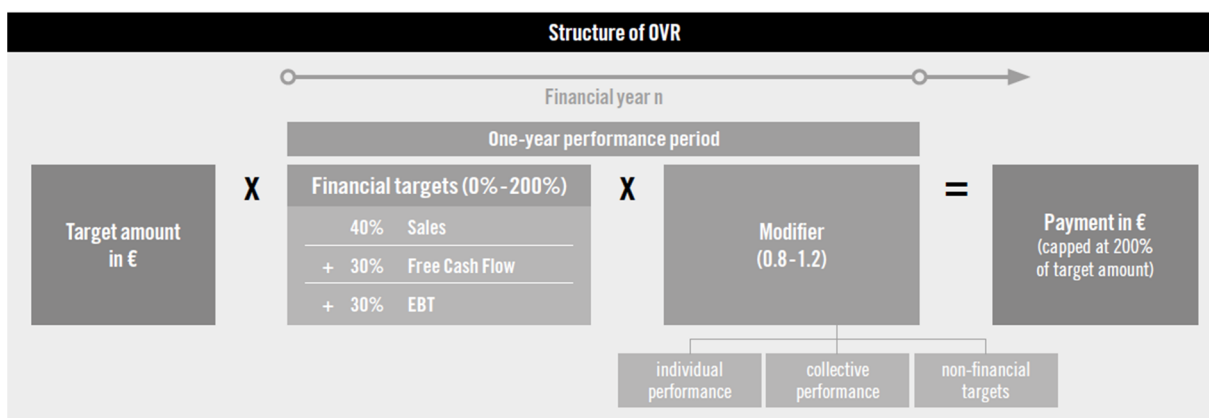 Structure of OVR
Financial year n
One-year performance period
Target amount
in €
X
Financial targets (0%-200%)
40% Sales
+ 30% Free Cash Flow
+ 30% EBT
X
Modifier
(0.8-1.2)
=
Payment in €
(capped at 200%
of target amount)
individual
performance
collective
performance
non-financial
targets